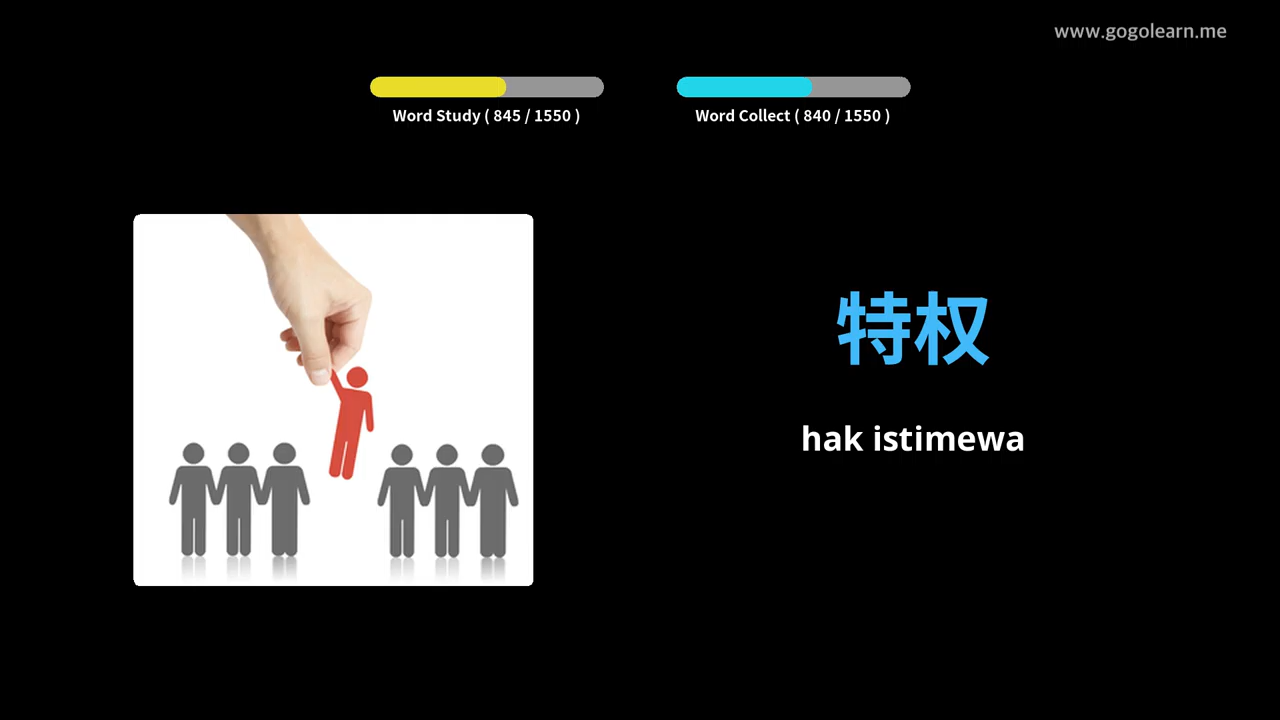 www.gogolearn.me
Word Study ( 845 / 1550 )
Word Collect ( 840 / 1550 )
特权
hak istimewa